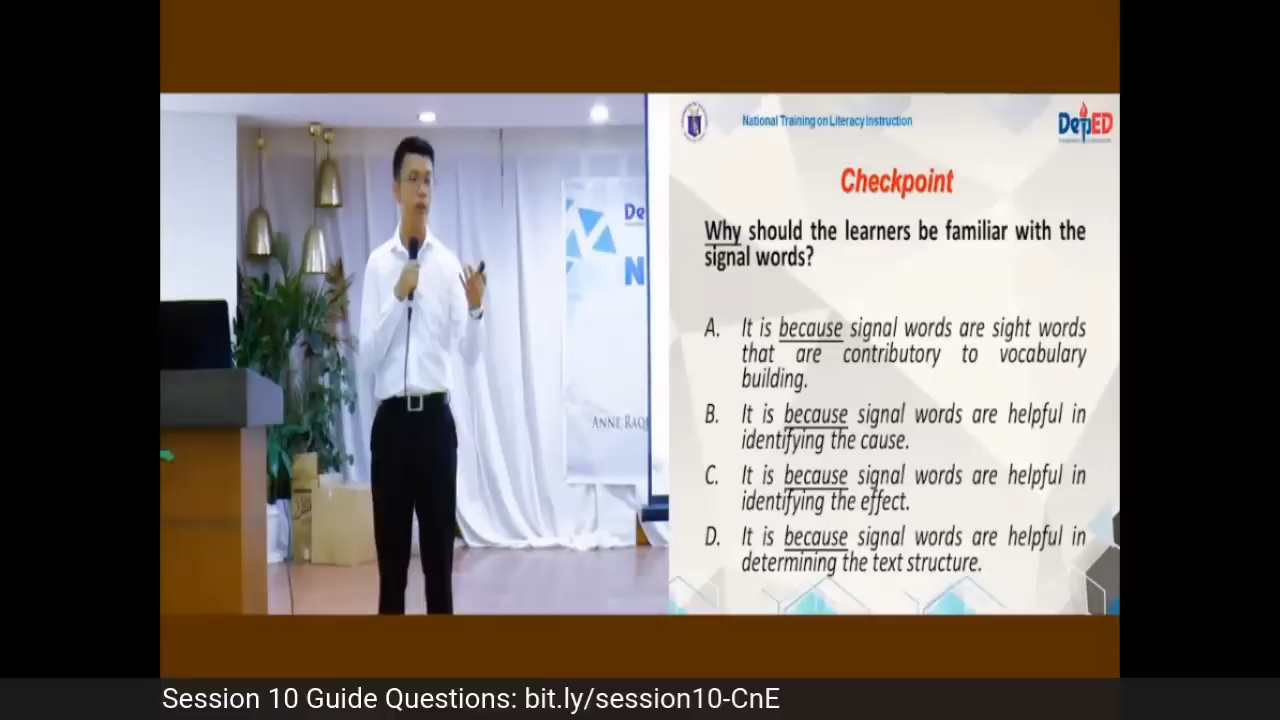 National Training on Literacy Instruction
DepED
Checkpoint
Why should the learners be familiar with the
signal words?
A. It is because signal words are sight words
that are contributory to vocabulary
building.
B. It is because signal words are helpful in
identifying the cause.
C. It is because signal words are helpful in
identifying the effect.
D. It is because signal words are helpful in
determining the text structure.
De
N
ANNE RAQU
Session 10 Guide Questions: bit.ly/session10-CnE